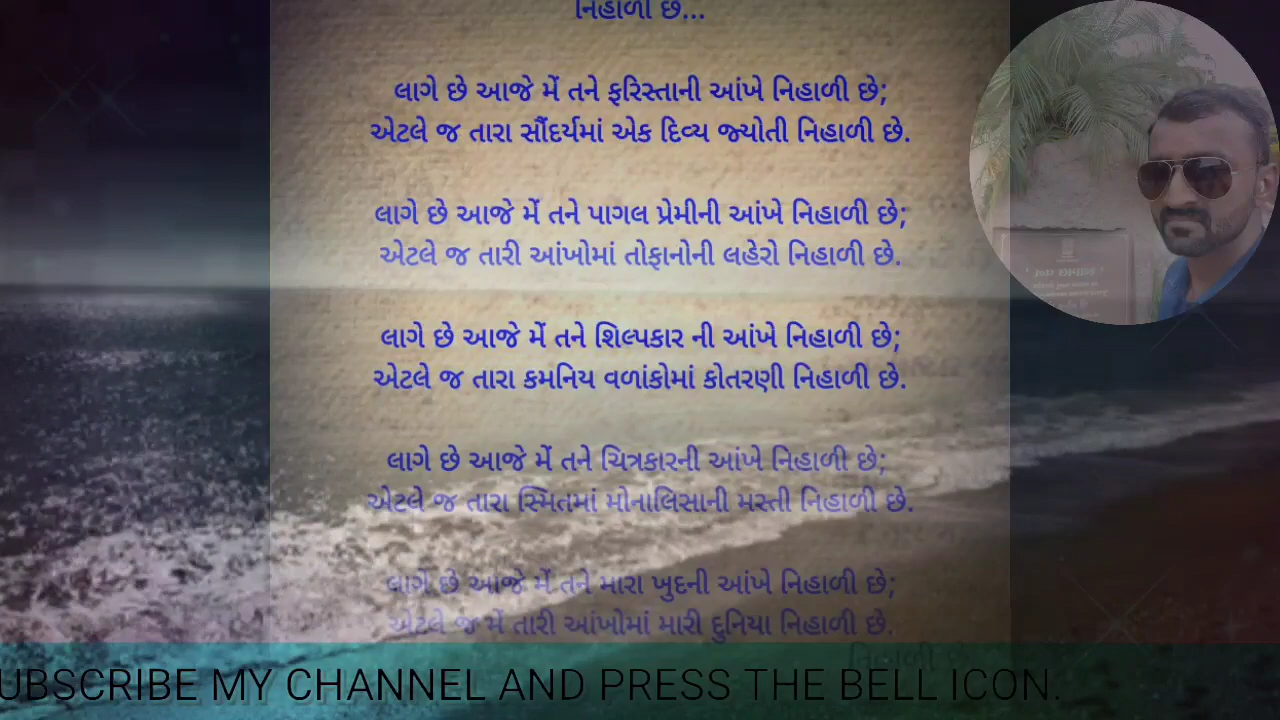 નિહાળી છે...
લાગે છે આજે મેં તને ફરિસ્તાની આંખે નિહાળી છે;
એટલે જ તારા સૌંદર્યમાં એક દિવ્ય જ્યોતી નિહાળી છે.
લાગે છે આજે મેં તને પાગલ પ્રેમીની આંખે નિહાળી છે;
એટલે જ તારી આંખોમાં તોફાનોની લહેરો નિહાળી છે.
લાગે છે આજે મેં તને શિલ્પકાર ની આંખે નિહાળી છે;
એટલે જ તારા કમનિય વળાંકોમાં કોતરણી નિહાળી છે.
લાગે છે આજે મેં તને ચિત્રકારની આંખે નિહાળી છે;
એટલે જ તારા સ્મિતમાં મોનાલિસાની મસ્તી નિહાળી છે.
લાગે છે આજે મેં તને મારા ખુદની આંખે નિહાળી છે;
એટલે જ મેં તારી આંખોમાં મારી દુનિયા નિહાળી છે.
UBSCRIBE MY CHANNEL AND PRESS THE BELL ICON.